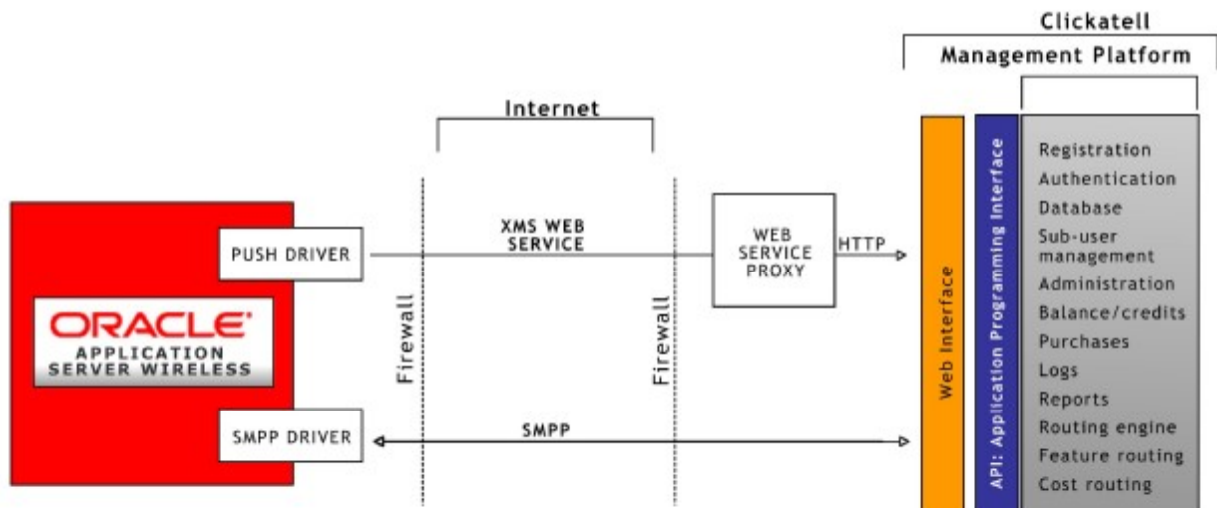 Clickatell
Management Platform
Internet
Registration
Authentication
Database
Sub-user
management
Administration
Balance/credits
Purchases
Logs
Reports
Routing engine
Feature routing
Cost routing
PUSH DRIVER
XMS WEB
SERVICE
WEB
SERVICE
PROXY
HTTP
ORACLE
APPLICATION
SERVER WIRELESS
Firewall
Firewall
Web Interface
API: Application Programming Interface
SMPP DRIVER
SMPP